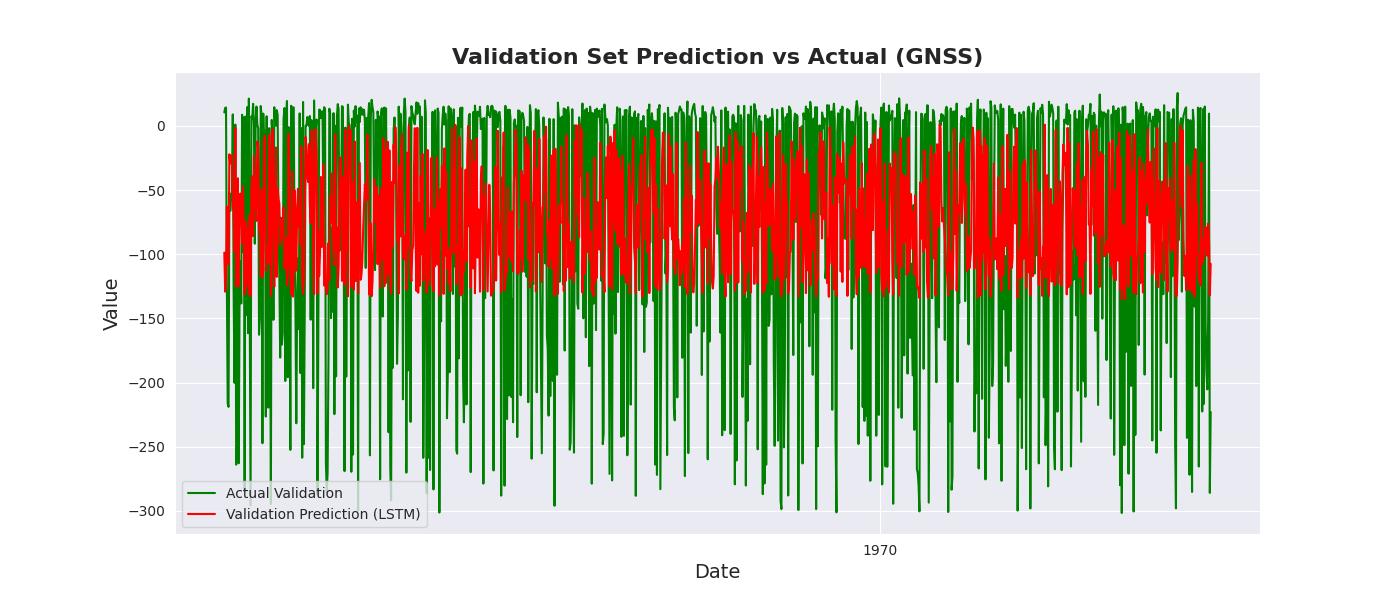 Validation Set Prediction vs Actual (GNSS)
Value
0
−50
−100
−150
−200
−250
−300
Actual Validation
Validation Prediction (LSTM)
1970
Date